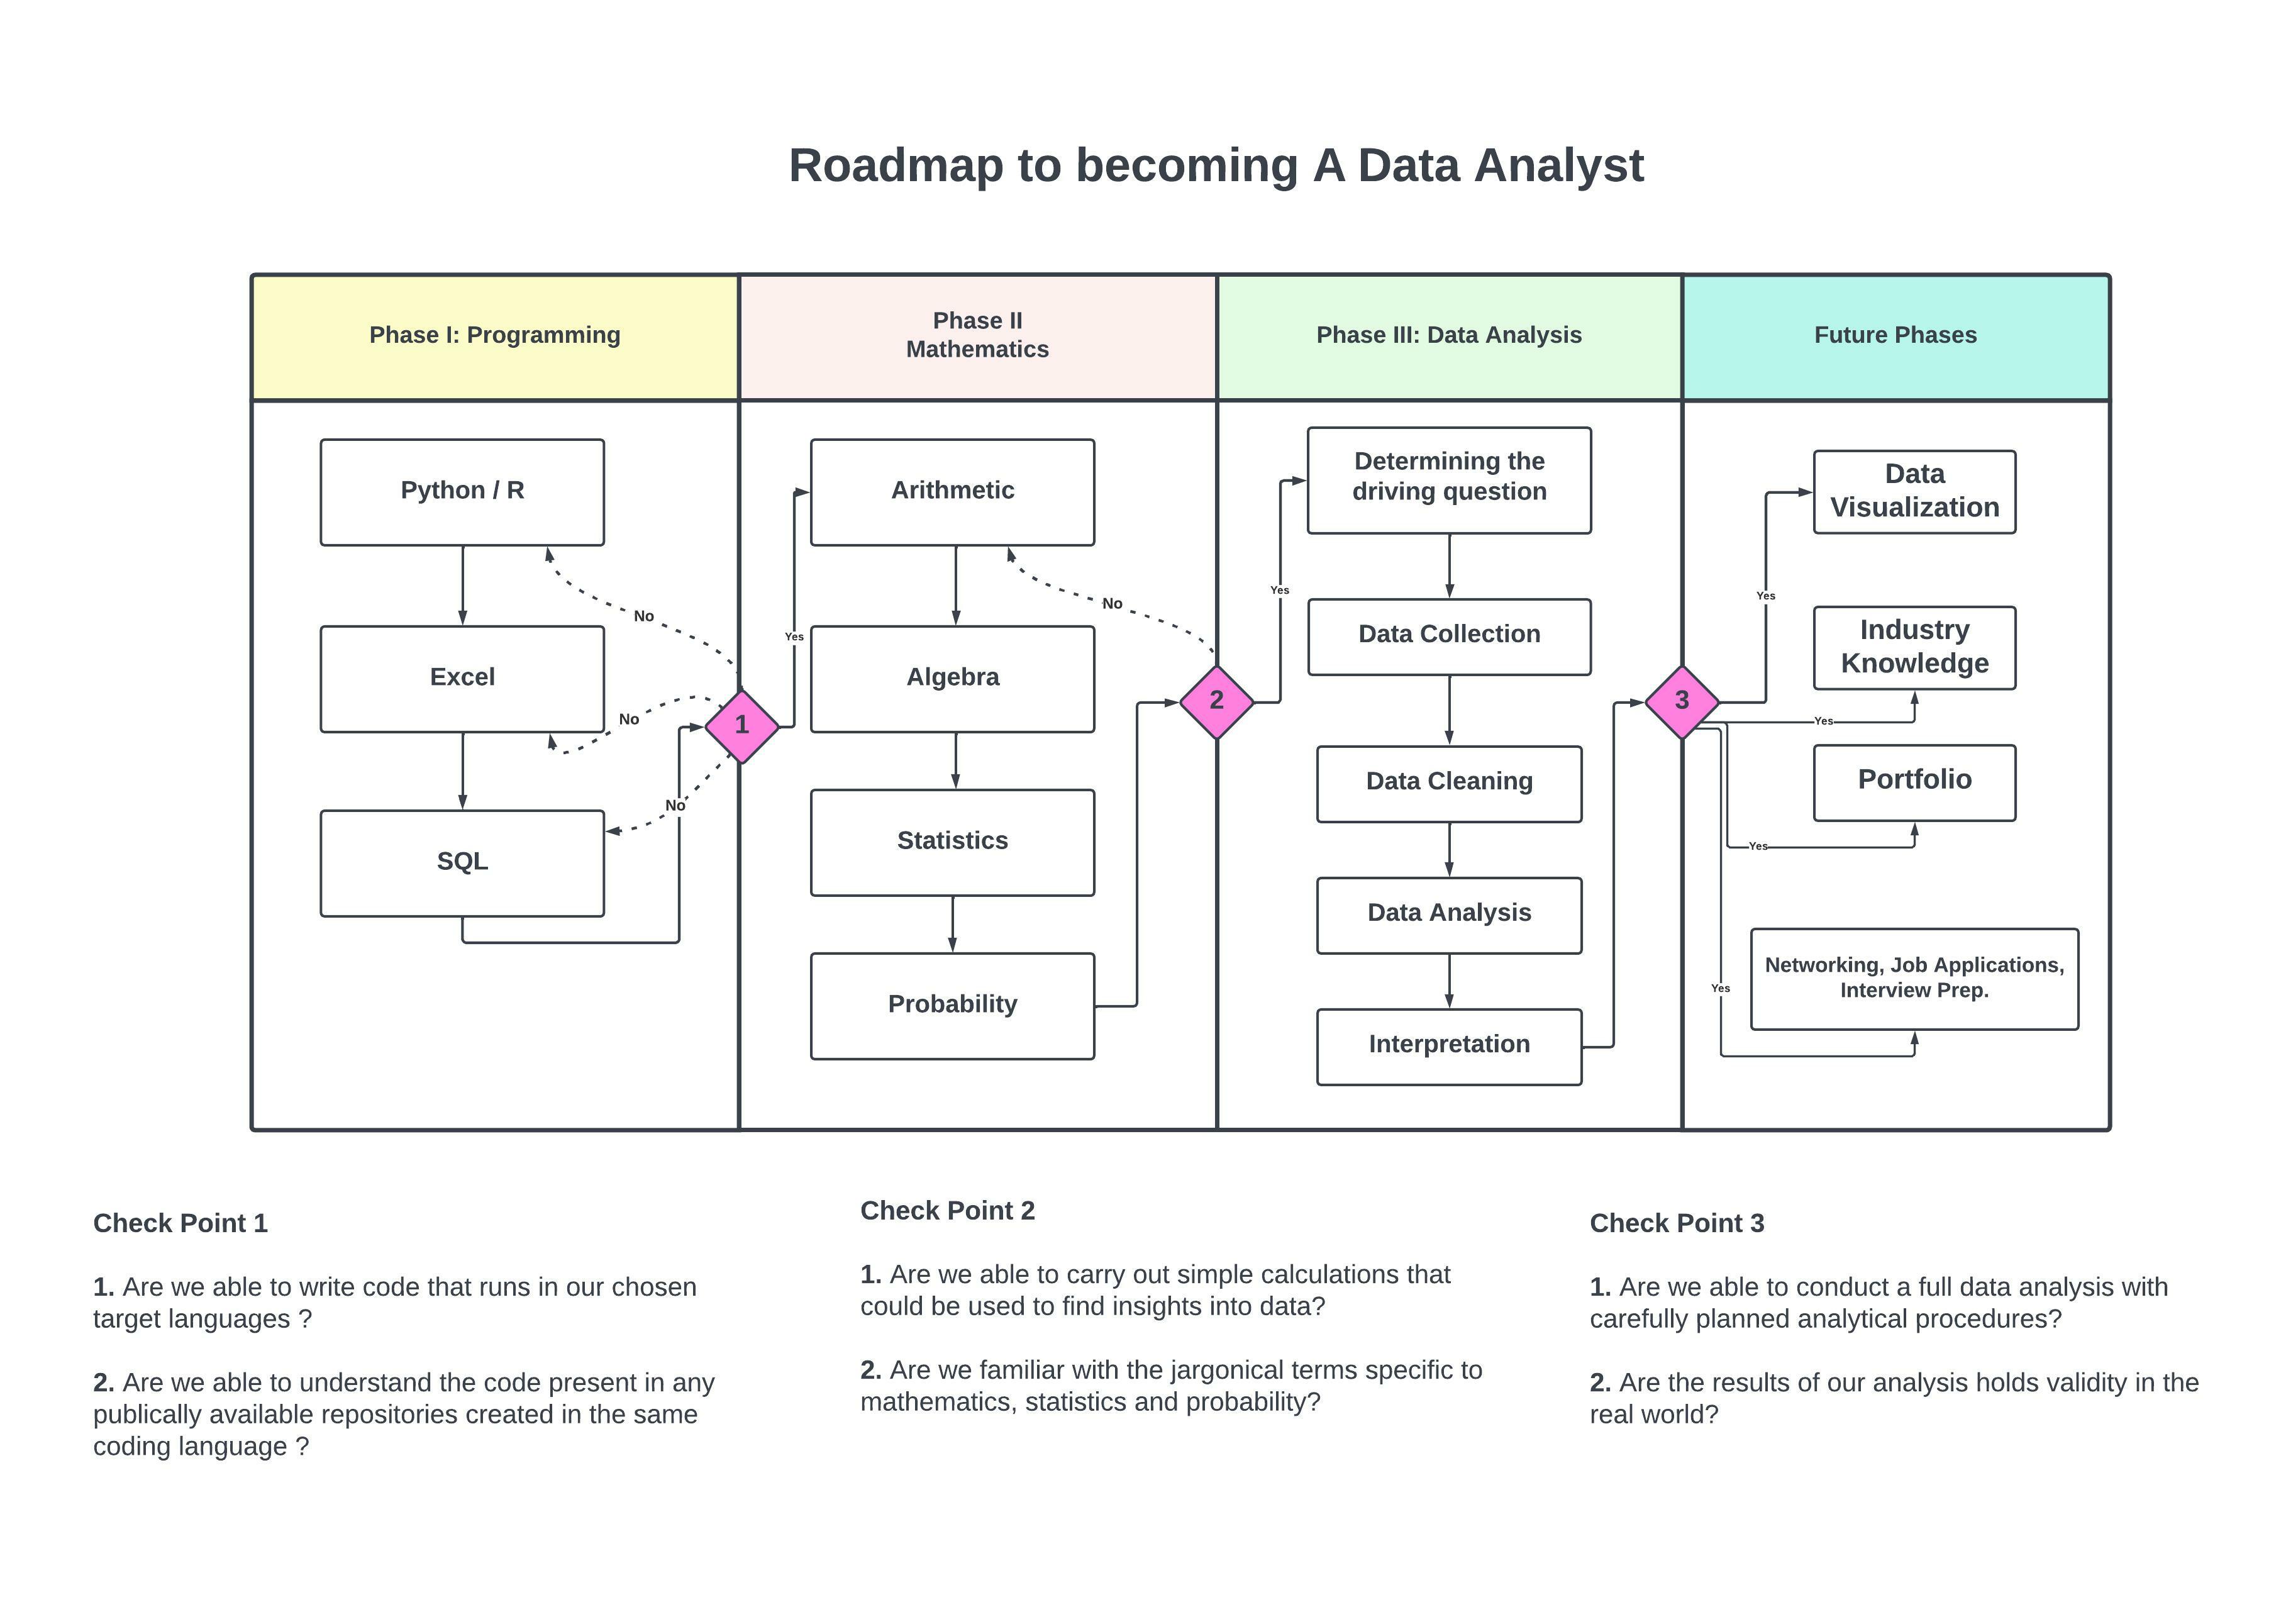 Roadmap to becoming A Data Analyst
Phase I: Programming
Phase II
Mathematics
Phase III: Data Analysis
Future Phases
Python / R
No
Excel
No
No
SQL
1
Yes
Arithmetic
No
Algebra
Statistics
Probability
2
Yes
Determining the
driving question
Data Collection
Data Cleaning
Data Analysis
Interpretation
3
Yes
Data
Visualization
Industry
Knowledge
Yes
Portfolio
Yes
Yes
Networking, Job Applications,
Interview Prep.
Check Point 1
1. Are we able to write code that runs in our chosen
target languages ?
2. Are we able to understand the code present in any
publically available repositories created in the same
coding language ?
Check Point 2
1. Are we able to carry out simple calculations that
could be used to find insights into data?
2. Are we familiar with the jargonical terms specific to
mathematics, statistics and probability?
Check Point 3
1. Are we able to conduct a full data analysis with
carefully planned analytical procedures?
2. Are the results of our analysis holds validity in the
real world?